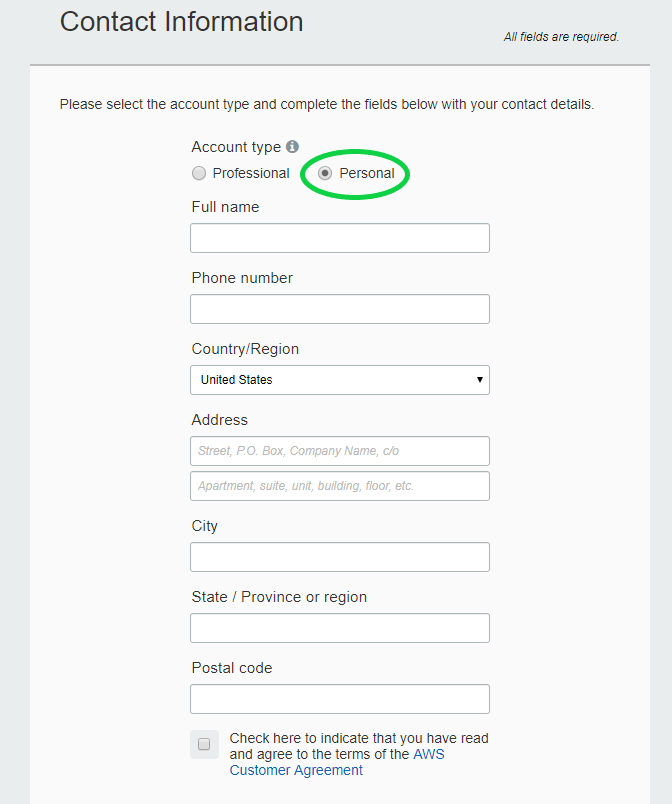 Contact Information
All fields are required.
Please select the account type and complete the fields below with your contact details.
Account type
Professional Personal
Full name
Phone number
Country/Region
United States
Address
Street, P.O. Box, Company Name, c/o
Apartment, suite, unit, building, floor, etc.
City
State / Province or region
Postal code
Check here to indicate that you have read
and agree to the terms of the AWS
Customer Agreement